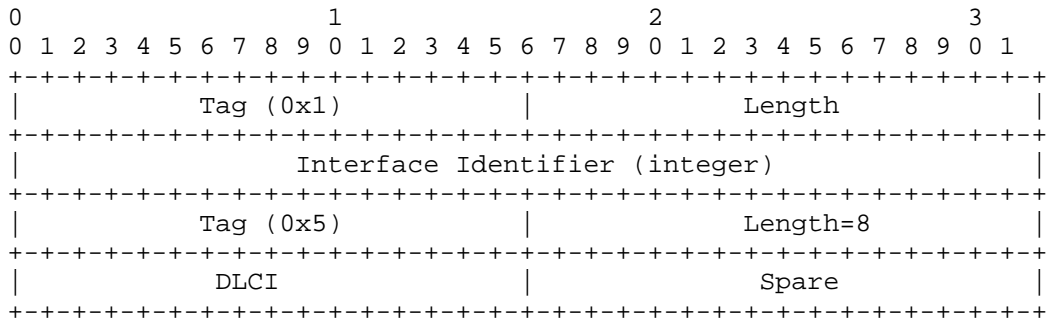 0                   1                   2                   3
0 1 2 3 4 5 6 7 8 9 0 1 2 3 4 5 6 7 8 9 0 1 2 3 4 5 6 7 8 9 0 1
+-+-+-+-+-+-+-+-+-+-+-+-+-+-+-+-+-+-+-+-+-+-+-+-+-+-+-+-+-+-+-+-+
|           Tag (0x1)           |             Length            |
+-+-+-+-+-+-+-+-+-+-+-+-+-+-+-+-+-+-+-+-+-+-+-+-+-+-+-+-+-+-+-+-+
|                 Interface Identifier (integer)                |
+-+-+-+-+-+-+-+-+-+-+-+-+-+-+-+-+-+-+-+-+-+-+-+-+-+-+-+-+-+-+-+-+
|           Tag (0x5)           |             Length=8          |
+-+-+-+-+-+-+-+-+-+-+-+-+-+-+-+-+-+-+-+-+-+-+-+-+-+-+-+-+-+-+-+-+
|            DLCI               |              Spare            |
+-+-+-+-+-+-+-+-+-+-+-+-+-+-+-+-+-+-+-+-+-+-+-+-+-+-+-+-+-+-+-+-+